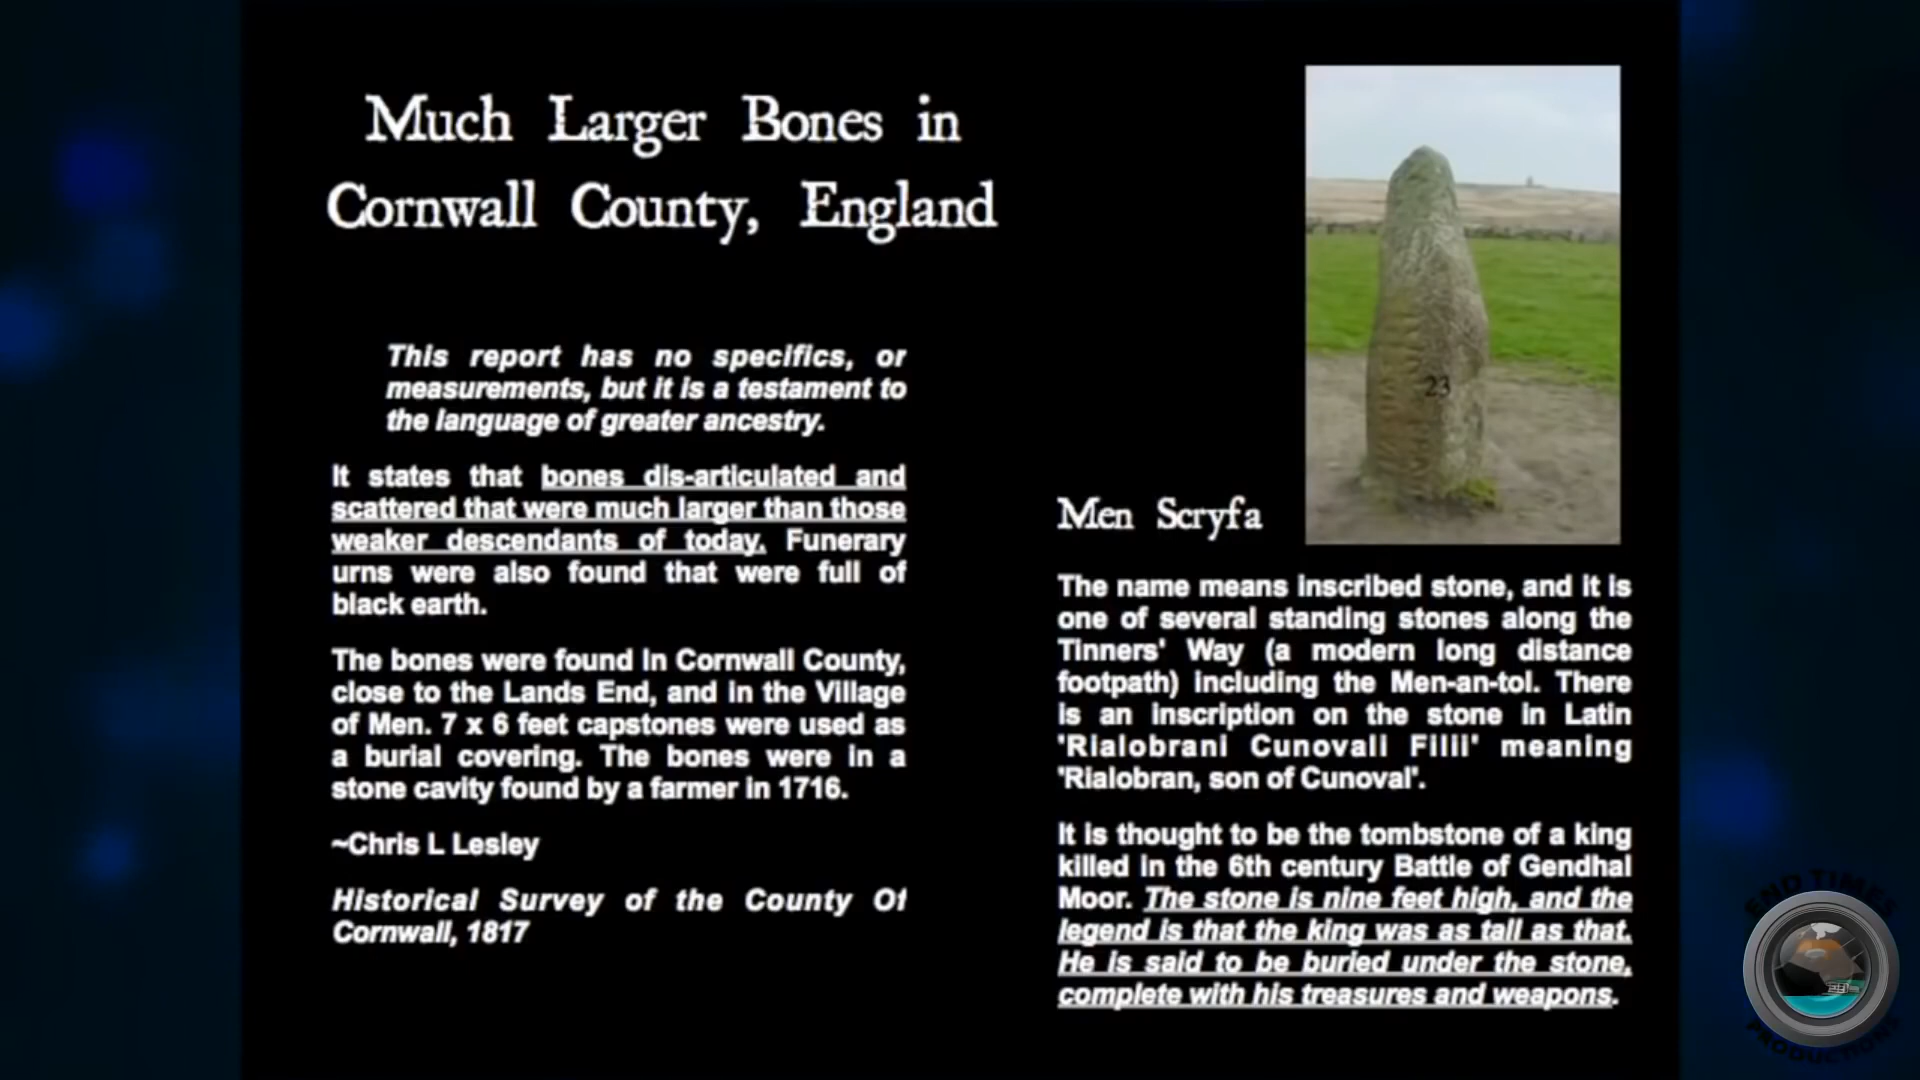 Much Larger Bones in
Cornwall County, England
This report has no specifics, or
measurements, but it is a testament to
the language of greater ancestry.
It states that bones dis-articulated and
scattered that were much larger than those
weaker descendants of today. Funerary
urns were also found that were full of
black earth.
The bones were found in Cornwall County,
close to the Lands End, and in the Village
of Men. 7 x 6 feet capstones were used as
a burial covering. The bones were in a
stone cavity found by a farmer in 1716.
~Chris L Lesley
Historical Survey of the County Of
Cornwall, 1817
23
Men Scryfa
The name means inscribed stone, and it is
one of several standing stones along the
Tinners' Way (a modern long distance
footpath) including the Men-an-tol. There
is an inscription on the stone in Latin
'Rialobrani Cunovali Filii' meaning
'Rialobran, son of Cunoval'.
It is thought to be the tombstone of a king
killed in the 6th century Battle of Gendhal
Moor. The stone is nine feet high, and the
legend is that the king was as tall as that.
He is said to be buried under the stone,
complete with his treasures and weapons.
END TIMES
PRODUCTIONS